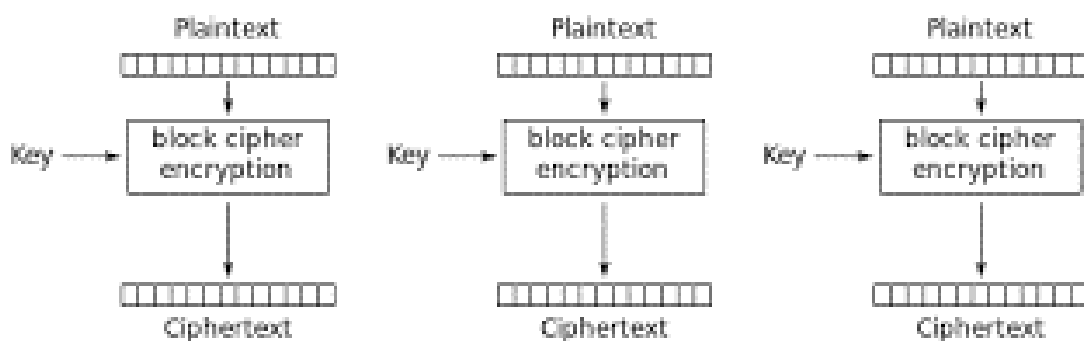 Plaintext Plaintext Plaintext
Key block cipher encryption Key block cipher encryption Key block cipher encryption
Ciphertext Ciphertext Ciphertext